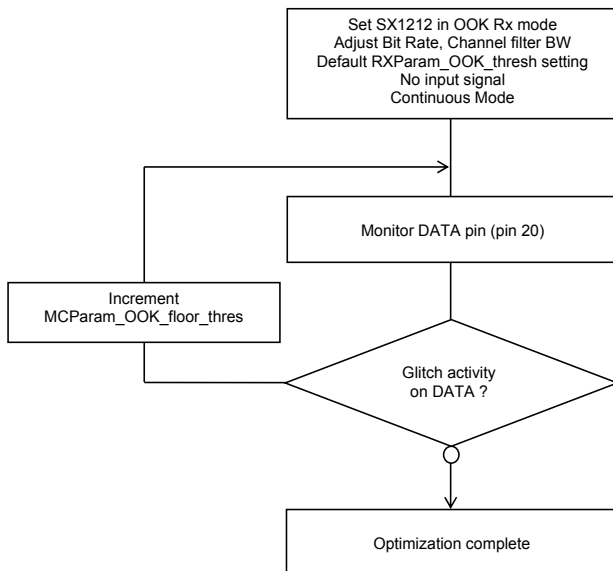 Set SX1212 in OOK Rx mode
Adjust Bit Rate, Channel filter BW
Default RXParam_OOK_thresh setting
No input signal
Continuous Mode
Monitor DATA pin (pin 20)
Increment
MCParam_OOK_floor_thres
Glitch activity
on DATA ?
Optimization complete